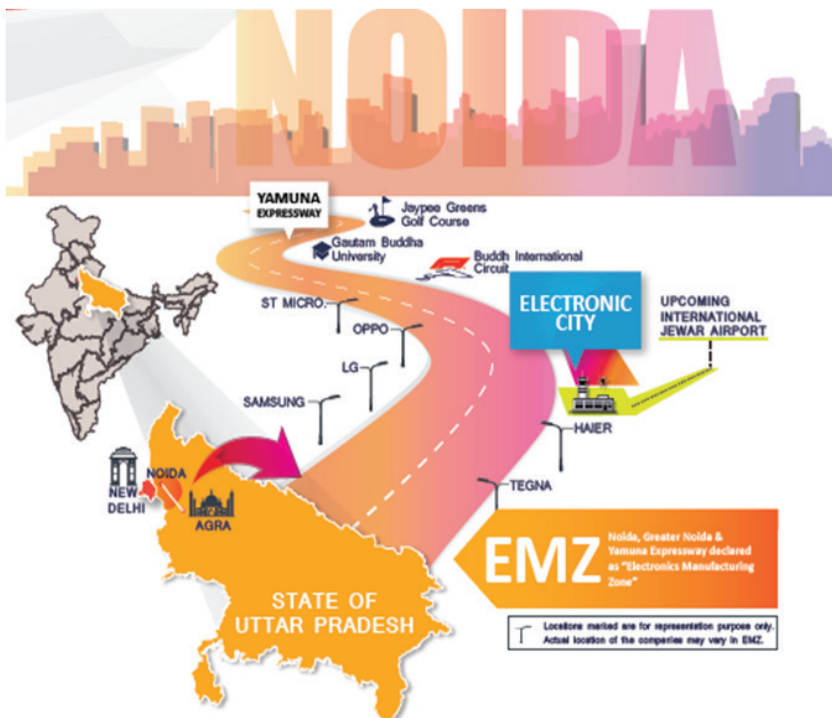 NOIDA
YAMUNA
EXPRESSWAY
Jaypee Greens
Golf Course
Gautam Buddha
University
Buddh International
Circuit
ST MICRO.
OPPO
LG
SAMSUNG
ELECTRONIC
CITY
UPCOMING
INTERNATIONAL
JEWAR AIRPORT
HAIER
TEGNA
NOIDA
NEW
DELHI
AGRA
STATE OF
UTTAR PRADESH
EMZ
Noida, Greater Noida &
Yamuna Expressway declared
as "Electronics Manufacturing
Zone"
Locations marked are for representation purpose only.
Actual location of the companies may vary in EMZ.